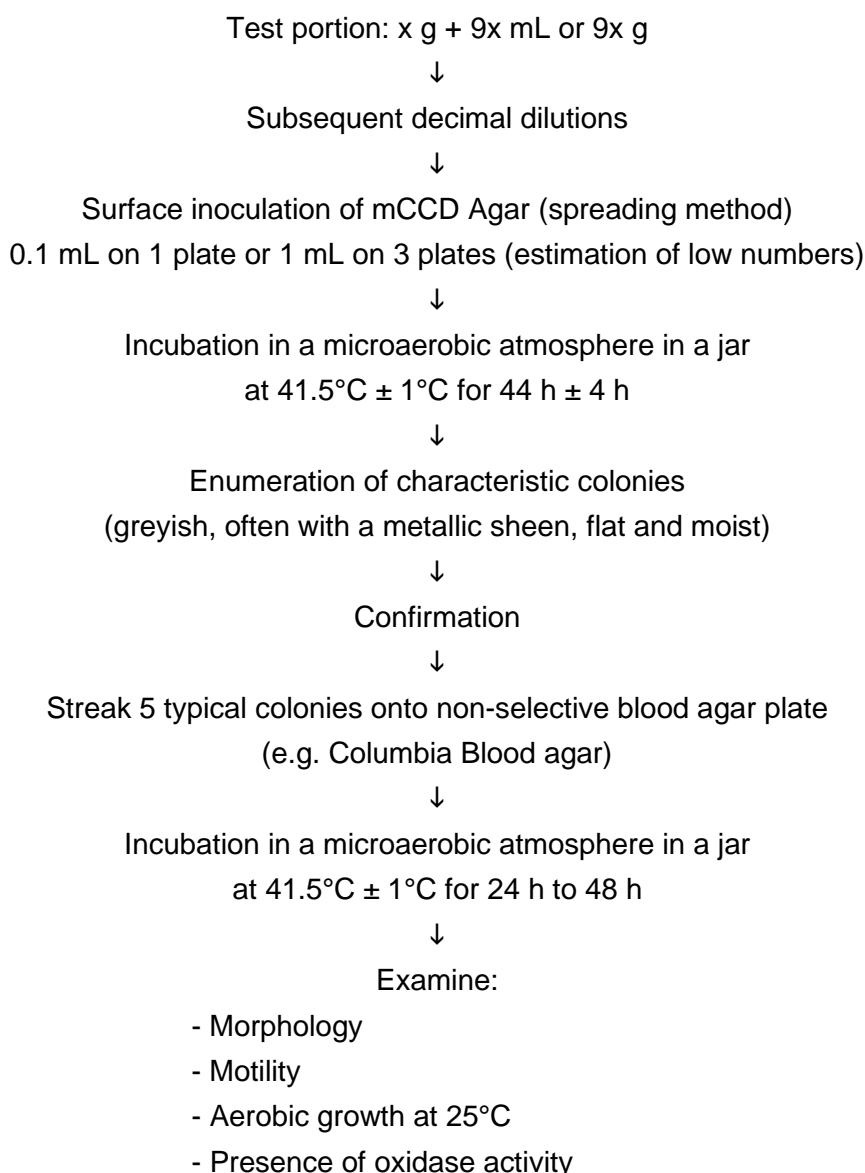 Test portion: x g + 9x mL or 9x g
↓
Subsequent decimal dilutions
↓
Surface inoculation of mCCD Agar (spreading method)
0.1 mL on 1 plate or 1 mL on 3 plates (estimation of low numbers)
↓
Incubation in a microaerobic atmosphere in a jar
at 41.5°C ± 1°C for 44 h ± 4 h
↓
Enumeration of characteristic colonies
(greyish, often with a metallic sheen, flat and moist)
↓
Confirmation
↓
Streak 5 typical colonies onto non-selective blood agar plate
(e.g. Columbia Blood agar)
↓
Incubation in a microaerobic atmosphere in a jar
at 41.5°C ± 1°C for 24 h to 48 h
↓
Examine:
- Morphology
- Motility
- Aerobic growth at 25°C
- Presence of oxidase activity